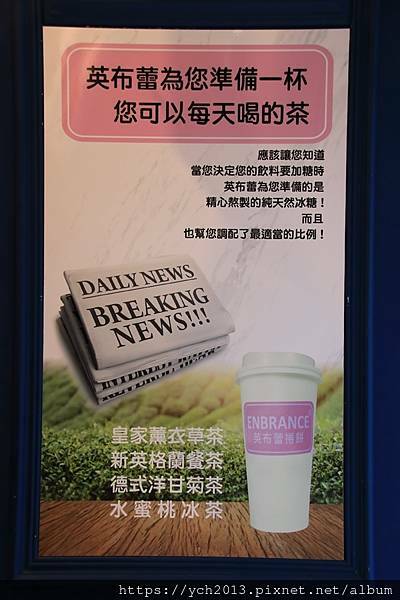 英布蕾為您準備一杯
您可以每天喝的茶
應該讓您知道
當您決定您的飲料要加糖時
英布蕾為您準備的是
精心熬製的純天然冰糖！
而且
也幫您調配了最適當的比例！
DAILY NEWS
BREAKING
NEWS!!!
ENBRANCE
英布蕾捲餅
皇家薰衣草茶
新英格蘭餐茶
德式洋甘菊茶
水蜜桃冰茶
https://ych2013.pixnet.net/album